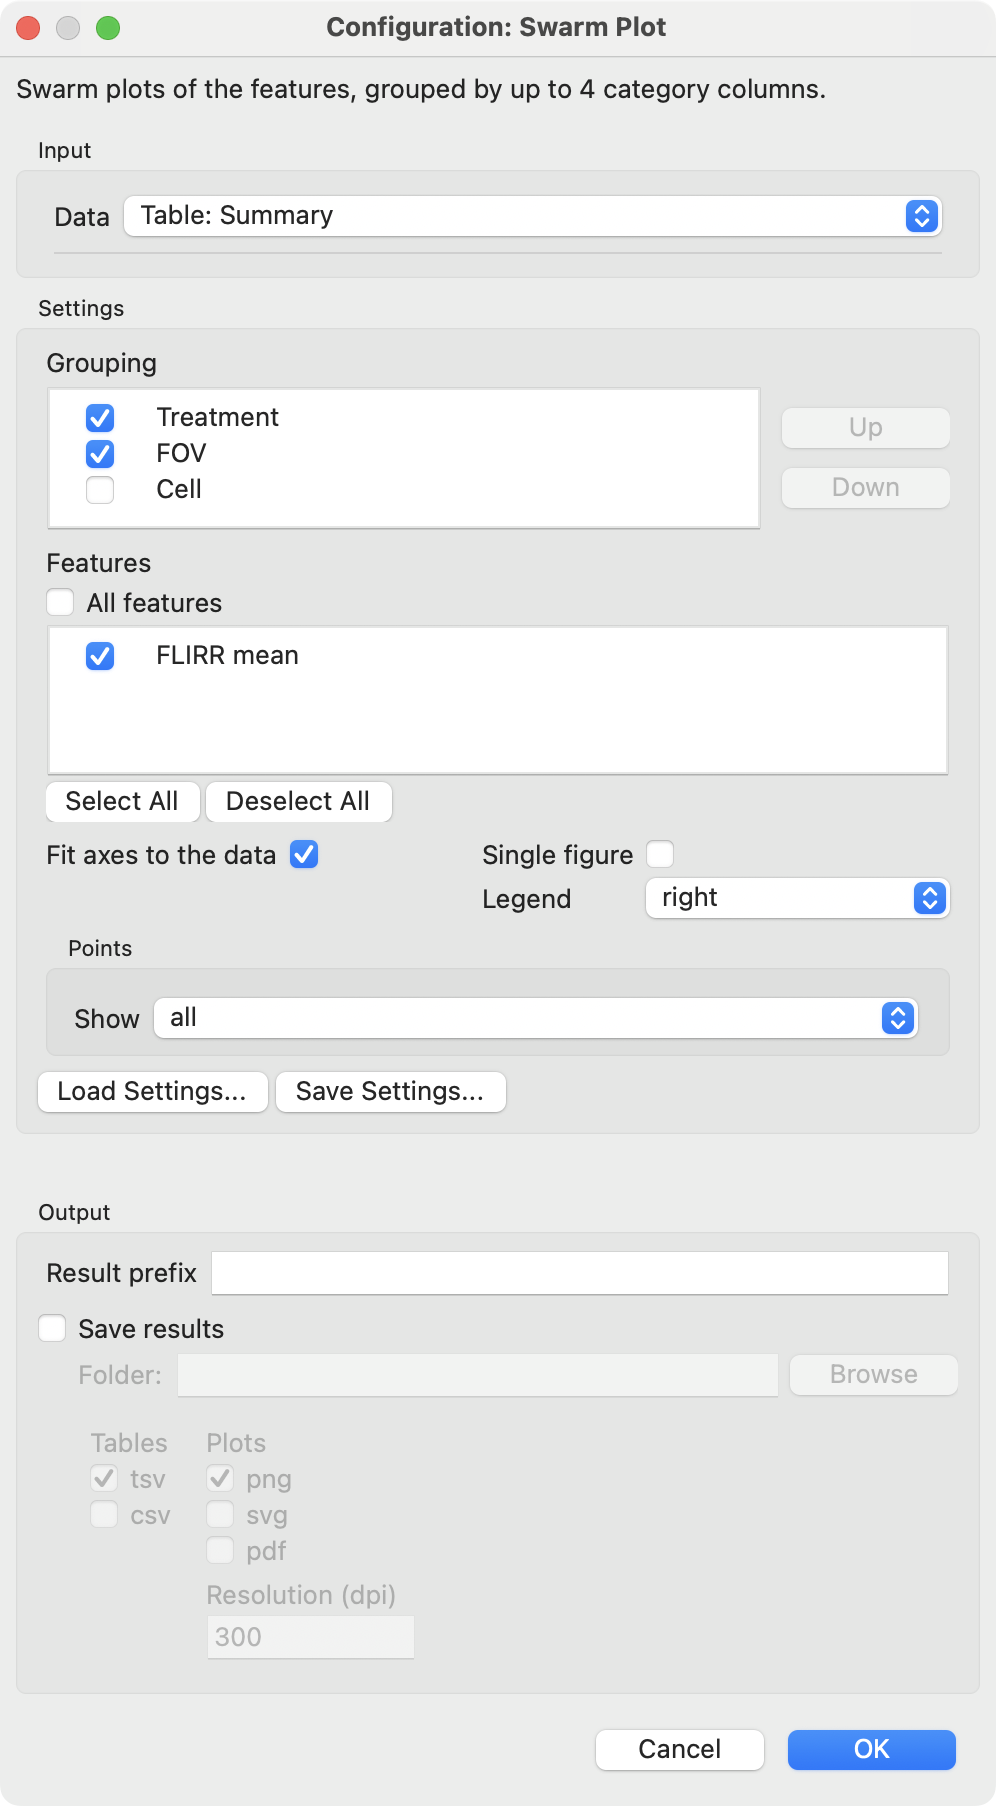 Configuration: Swarm Plot
Swarm plots of the features, grouped by up to 4 category columns.
Input
Data Table: Summary
Settings
Grouping
Treatment
FOV
Cell
Up
Down
Features
All features
FLIRR mean
Select All Deselect All
Fit axes to the data Single figure
Legend right
Points
Show all
Load Settings... Save Settings...
Output
Result prefix
Save results
Folder: Browse
Tables Plots
tsv png
csv svg
pdf
Resolution (dpi)
300
Cancel OK